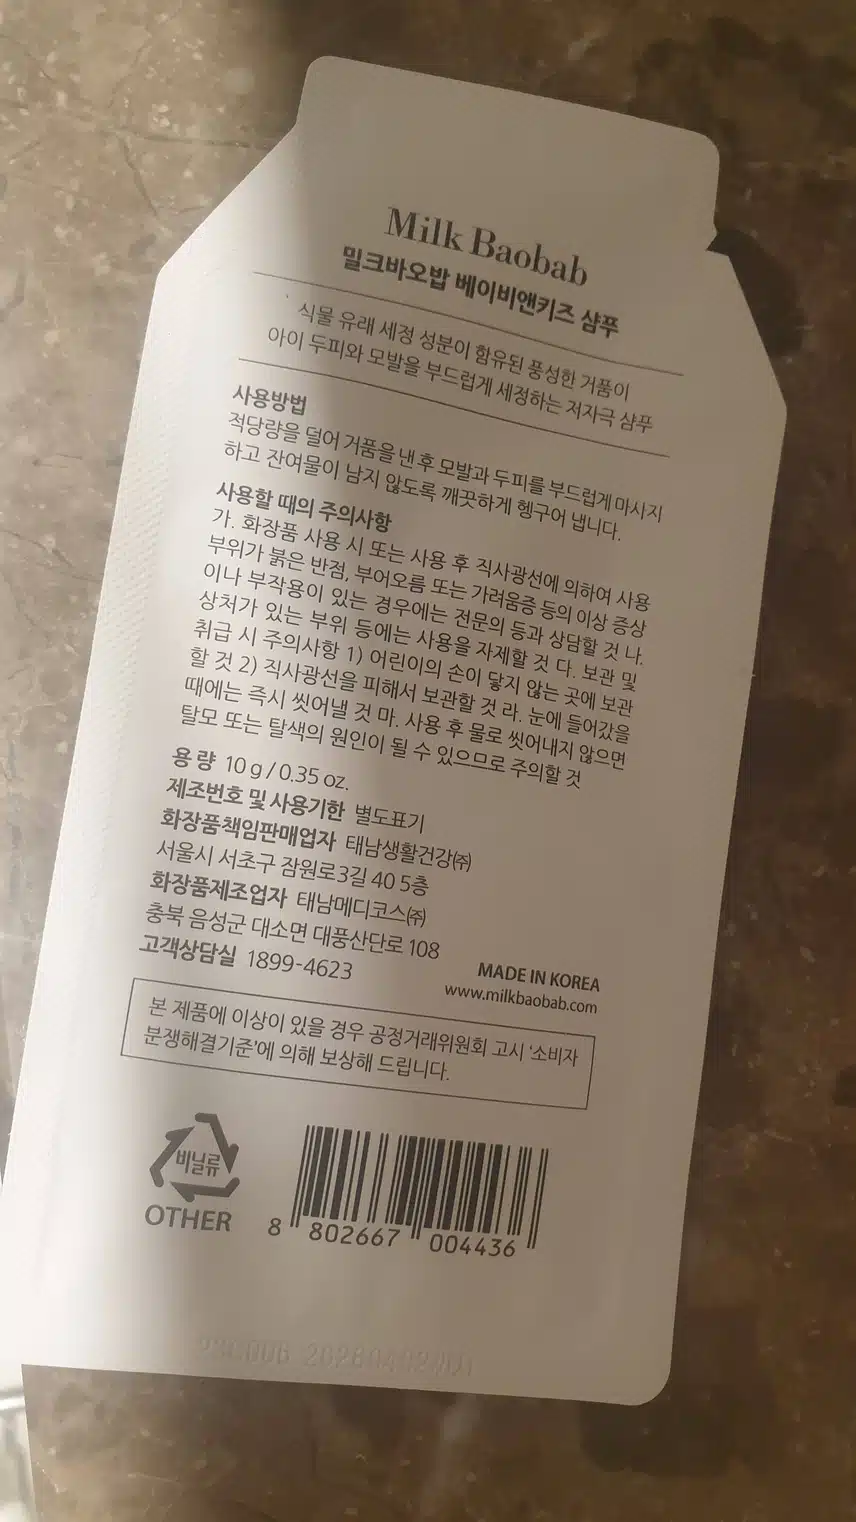 Milk Baobab
밀크바오밥 베이비앤키즈 샴푸
식물 유래 세정 성분이 함유된 풍성한 거품이
아이 두피와 모발을 부드럽게 세정하는 저자극 샴푸
사용방법
적당량을 덜어 거품을 낸 후 모발과 두피를 부드럽게 마사지
하고 잔여물이 남지 않도록 깨끗하게 헹구어 냅니다.
사용할 때의 주의사항
가. 화장품 사용 시 또는 사용 후 직사광선에 의하여 사용
부위가 붉은 반점, 부어오름 또는 가려움증 등의 이상 증상
이나 부작용이 있는 경우에는 전문의 등과 상담할 것 나.
상처가 있는 부위 등에는 사용을 자제할 것 다. 보관 및
취급 시 주의사항 1) 어린이의 손이 닿지 않는 곳에 보관
할 것 2) 직사광선을 피해서 보관할 것 라. 눈에 들어갔을
때에는 즉시 씻어낼 것 마. 사용 후 물로 씻어내지 않으면
탈모 또는 탈색의 원인이 될 수 있으므로 주의할 것
용량 10 g / 0.35 oz.
제조번호 및 사용기한 별도표기
화장품책임판매업자 태남생활건강㈜
서울시 서초구 잠원로3길 40 5층
화장품제조업자 태남메디코스㈜
충북 음성군 대소면 대풍산단로 108
고객상담실 1899-4623
MADE IN KOREA
www.milkbaobab.com
본 제품에 이상이 있을 경우 공정거래위원회 고시 '소비자
분쟁해결기준'에 의해 보상해 드립니다.
비닐류
OTHER
8 802667 004436